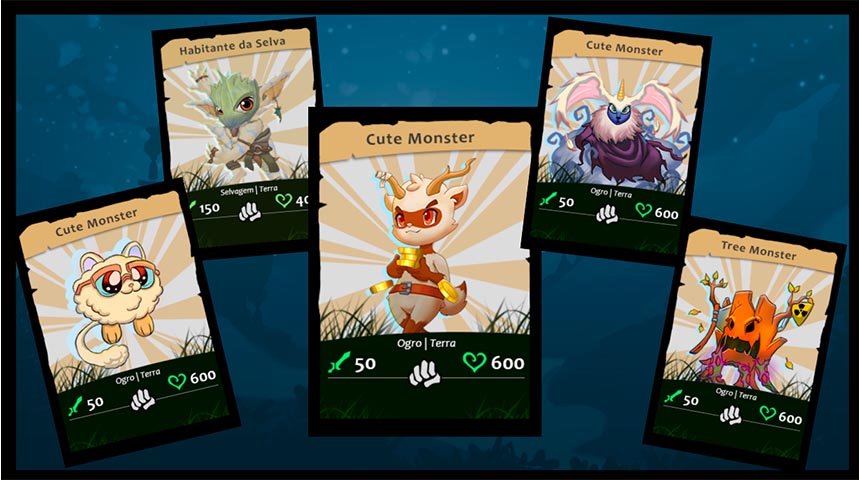 Habitante da Selva
Selvagem | Terra
150
Cute Monster
Ogro | Terra
50 600
Cute Monster
Ogro | Terra
50 600
Cute Monster
Ogro | Terra
50 600
Tree Monster
Ogro | Terra
50 600